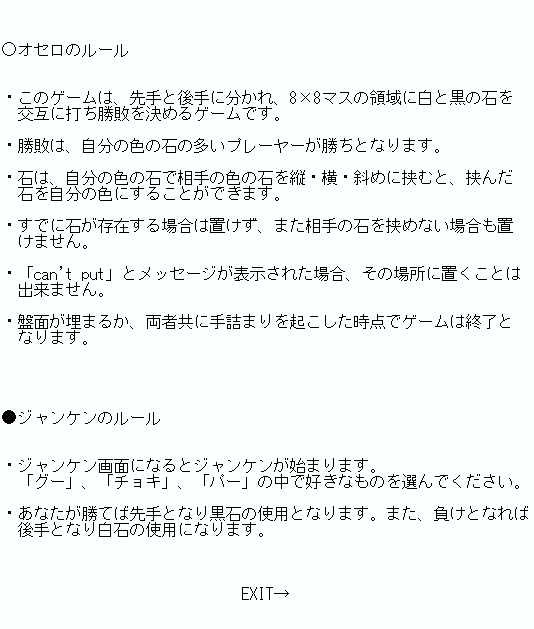 ○オセロのルール
・このゲームは、先手と後手に分かれ、8×8マスの領域に白と黒の石を
交互に打ち勝敗を決めるゲームです。
・勝敗は、自分の色の石の多いプレーヤーが勝ちとなります。
・石は、自分の色の石で相手の色の石を縦・横・斜めに挟むと、挟んだ
石を自分の色にすることができます。
・すでに石が存在する場合は置けず、また相手の石を挟めない場合も置
けません。
・「can't put」とメッセージが表示された場合、その場所に置くことは
出来ません。
・盤面が埋まるか、両者共に手詰まりを起こした時点でゲームは終了と
なります。
●ジャンケンのルール
・ジャンケン画面になるとジャンケンが始まります。
「グー」、「チョキ」、「パー」の中で好きなものを選んでください。
・あなたが勝てば先手となり黒石の使用となります。また、負けとなれば
後手となり白石の使用になります。
EXIT→